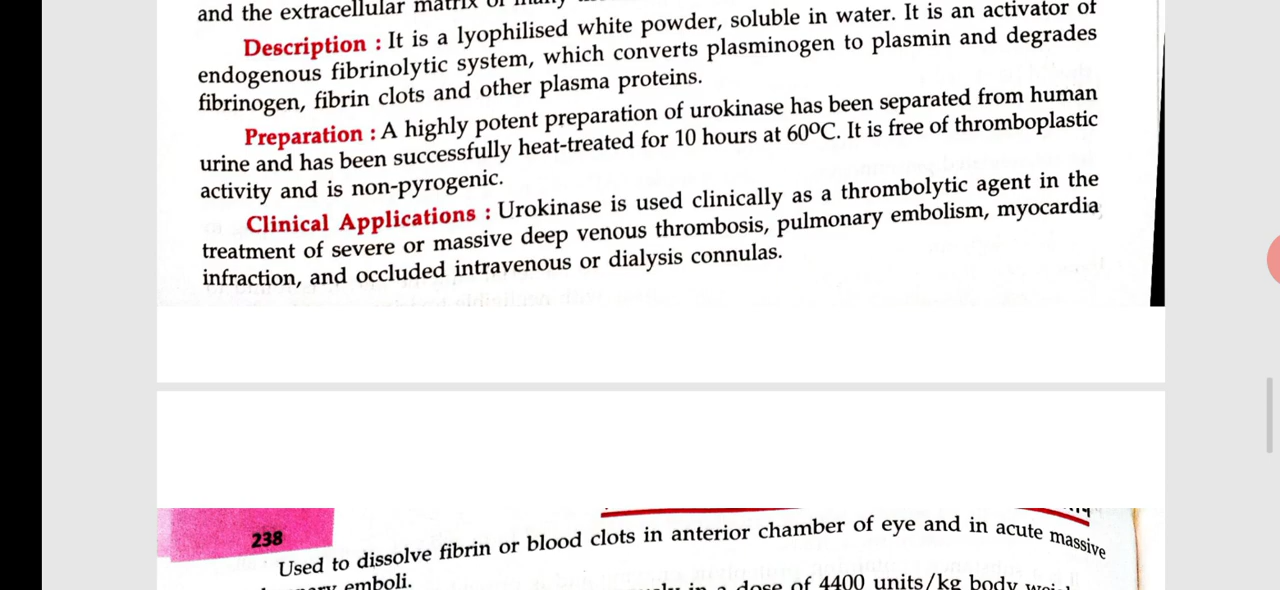 and the extracellular matrix of many
Description : It is a lyophilised white powder, soluble in water. It is an activator of
endogenous fibrinolytic system, which converts plasminogen to plasmin and degrades
fibrinogen, fibrin clots and other plasma proteins.
Preparation : A highly potent preparation of urokinase has been separated from human
urine and has been successfully heat-treated for 10 hours at 60ºC. It is free of thromboplastic
activity and is non-pyrogenic.
Clinical Applications : Urokinase is used clinically as a thrombolytic agent in the
treatment of severe or massive deep venous thrombosis, pulmonary embolism, myocardia
infraction, and occluded intravenous or dialysis connulas.
238
Used to dissolve fibrin or blood clots in anterior chamber of eye and in acute massive
emboli.
in a dose of 4400 units/kg body